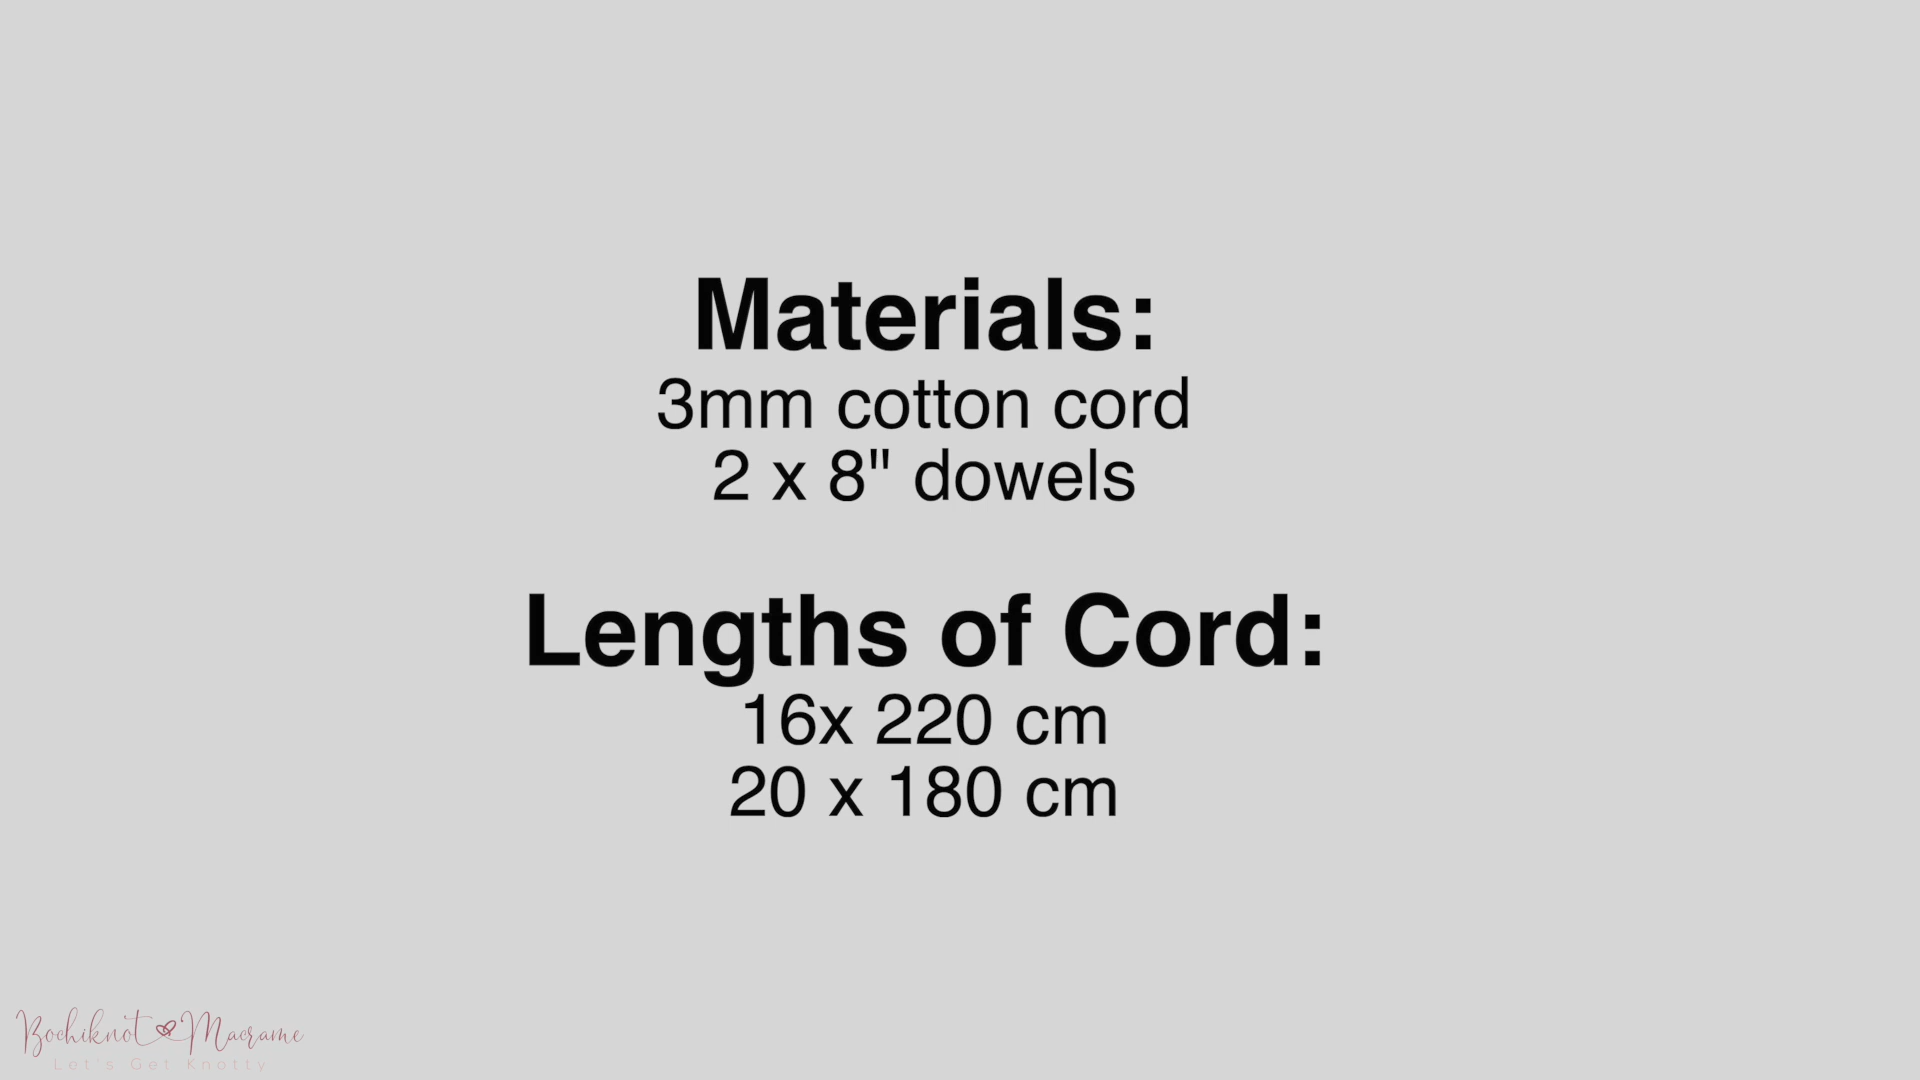 Materials:
3mm cotton cord
2 x 8" dowels
Lengths of Cord:
16x 220 cm
20 x 180 cm
Bochiknot Macrame
Let's Get Knotty